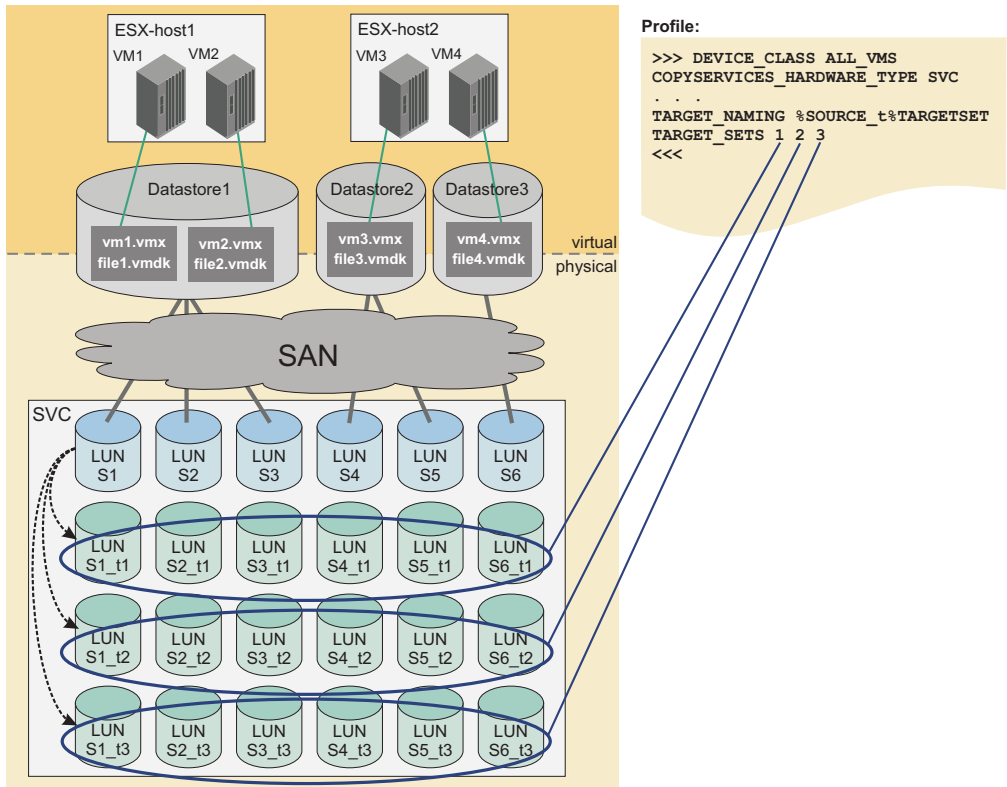 ESX-host1
VM1
VM2
ESX-host2
VM3
VM4
Profile:
>>> DEVICE_CLASS ALL_VMS
COPYSERVICES_HARDWARE_TYPE SVC
. . .
TARGET_NAMING %SOURCE_t%TARGETSET
TARGET_SETS 1 2 3
<<<
Datastore1
Datastore2
Datastore3
vm1.vmx
file1.vmdk
vm2.vmx
file2.vmdk
vm3.vmx
file3.vmdk
vm4.vmx
file4.vmdk
virtual
physical
SAN
SVC
LUN
S1
LUN
S2
LUN
S3
LUN
S4
LUN
S5
LUN
S6
LUN
S1_t1
LUN
S2_t1
LUN
S3_t1
LUN
S4_t1
LUN
S5_t1
LUN
S6_t1
LUN
S1_t2
LUN
S2_t2
LUN
S3_t2
LUN
S4_t2
LUN
S5_t2
LUN
S6_t2
LUN
S1_t3
LUN
S2_t3
LUN
S3_t3
LUN
S4_t3
LUN
S5_t3
LUN
S6_t3